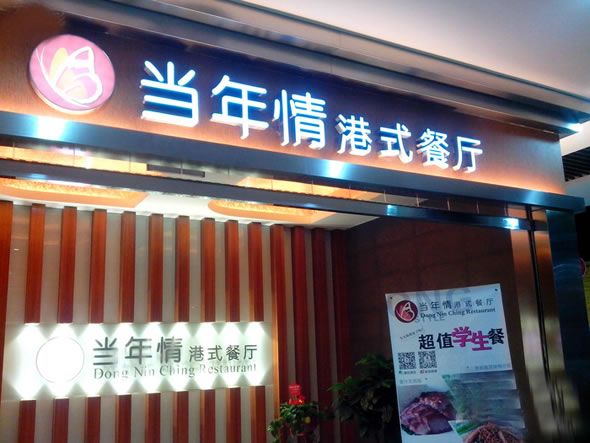 当年情港式餐厅
当年情港式餐厅
Dong Nin Ching Restaurant
当年情港式餐厅
Dong Nin Ching Restaurant
超值学生餐